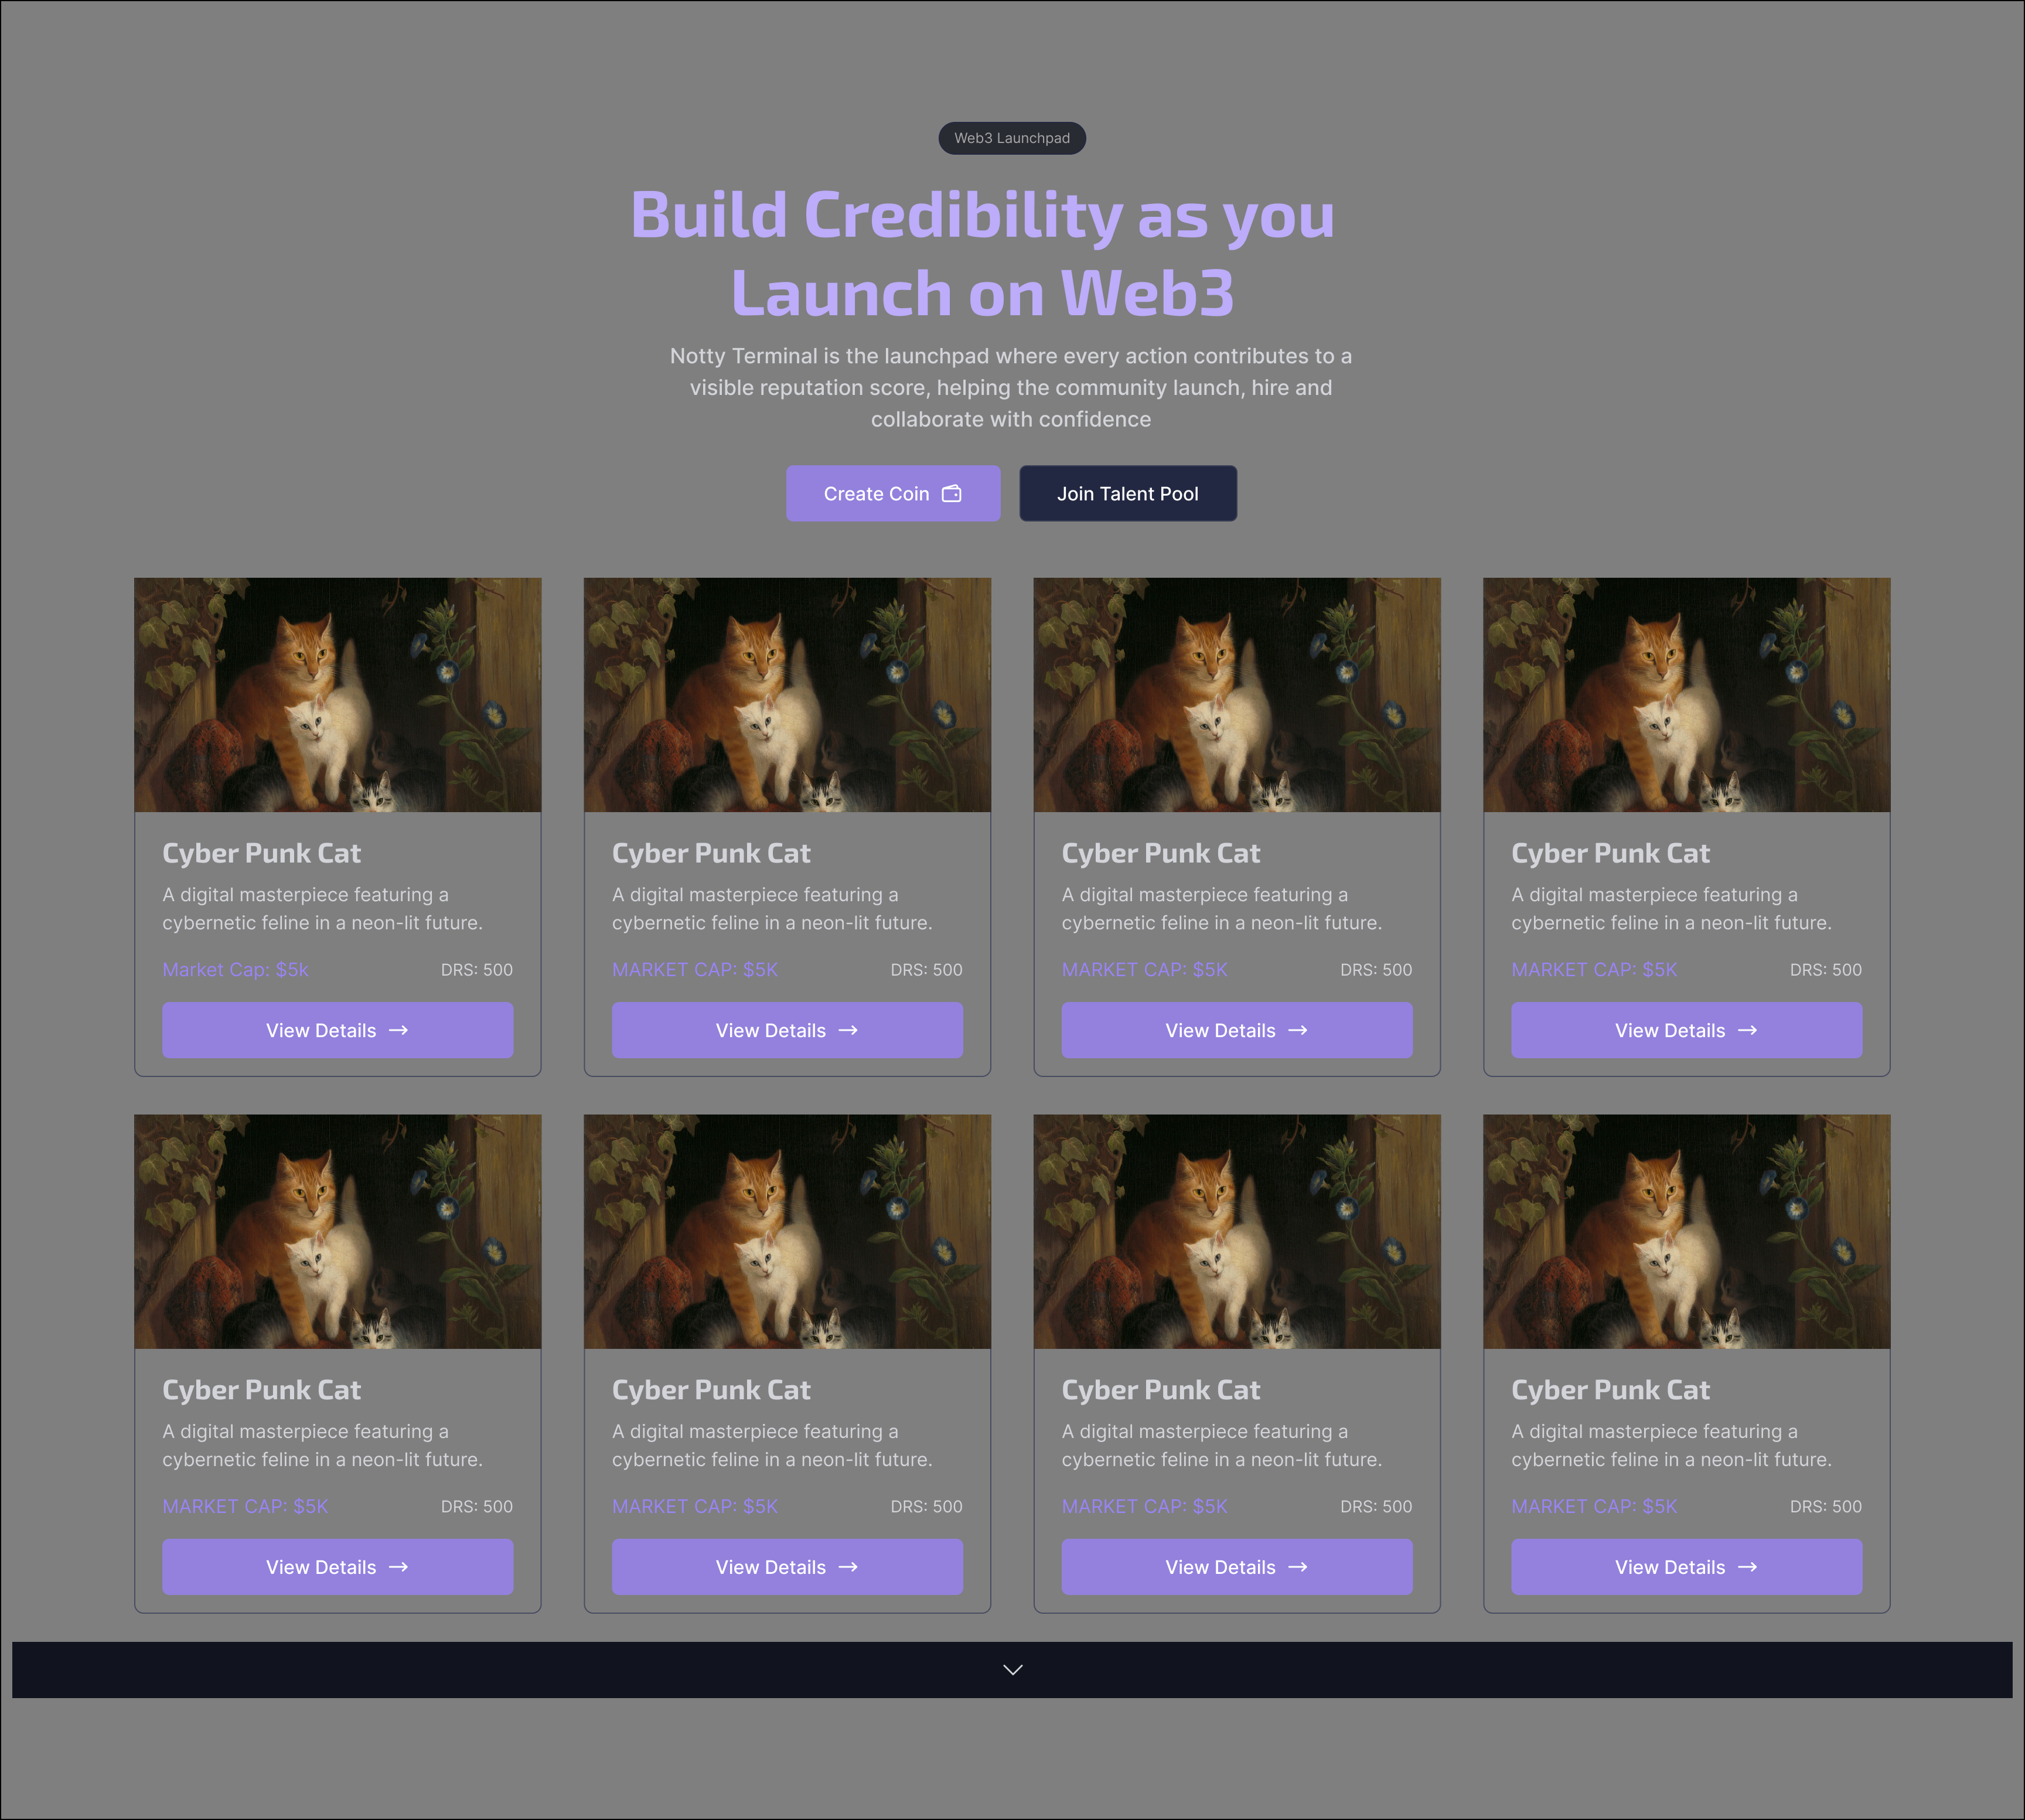 Web3 Launchpad
Build Credibility as you
Launch on Web3
Notty Terminal is the launchpad where every action contributes to a
visible reputation score, helping the community launch, hire and
collaborate with confidence
Create Coin
Join Talent Pool
Cyber Punk Cat
A digital masterpiece featuring a
cybernetic feline in a neon-lit future.
Market Cap: $5k
DRS: 500
View Details
Cyber Punk Cat
A digital masterpiece featuring a
cybernetic feline in a neon-lit future.
MARKET CAP: $5K
DRS: 500
View Details
Cyber Punk Cat
A digital masterpiece featuring a
cybernetic feline in a neon-lit future.
MARKET CAP: $5K
DRS: 500
View Details
Cyber Punk Cat
A digital masterpiece featuring a
cybernetic feline in a neon-lit future.
MARKET CAP: $5K
DRS: 500
View Details
Cyber Punk Cat
A digital masterpiece featuring a
cybernetic feline in a neon-lit future.
MARKET CAP: $5K
DRS: 500
View Details
Cyber Punk Cat
A digital masterpiece featuring a
cybernetic feline in a neon-lit future.
MARKET CAP: $5K
DRS: 500
View Details
Cyber Punk Cat
A digital masterpiece featuring a
cybernetic feline in a neon-lit future.
MARKET CAP: $5K
DRS: 500
View Details
Cyber Punk Cat
A digital masterpiece featuring a
cybernetic feline in a neon-lit future.
MARKET CAP: $5K
DRS: 500
View Details